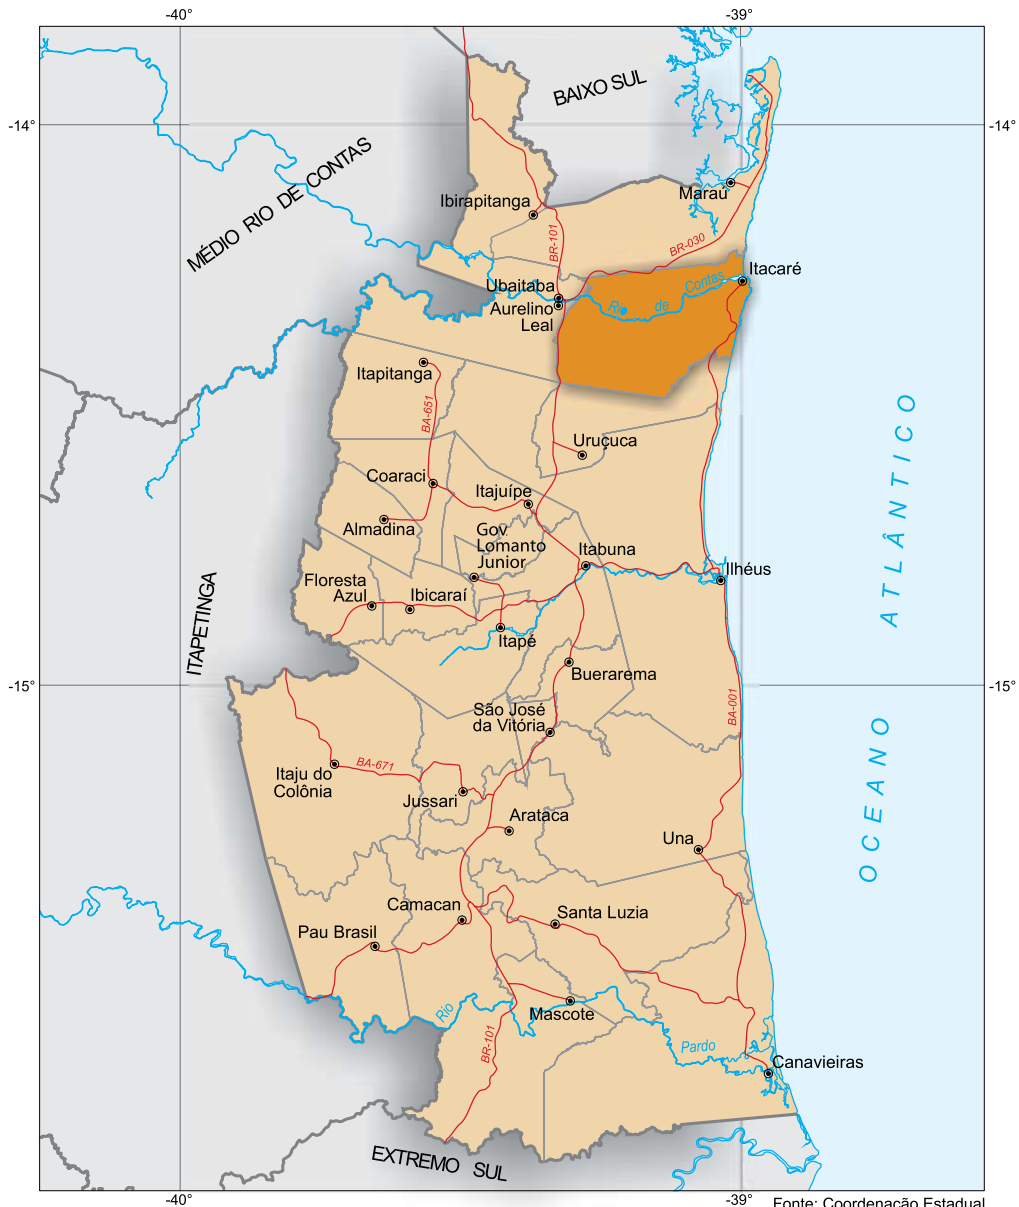 -40°
-39°
BAIXO SUL
-14°
-14°
MÉDIO RIO DE CONTAS
Maraú
Ibirapitanga
BR-101
BR-030
Itacaré
Ubaitaba
Contas
Rio de
Aurelino
Leal
Itapitanga
BA-651
Uruçuca
Coaraci
Itajuípe
Almadina
Gov.
Lomanto
Junior
Itabuna
Ilhéus
Floresta
Azul
Ibicaraí
ITAPETINGA
Itapé
OCEANO ATLÂNTICO
Buerarema
-15°
-15°
São José
da Vitória
BA-001
BA-671
Itaju do
Colônia
Jussari
Arataca
Una
Camacan
Santa Luzia
Pau Brasil
Rio
Mascote
BR-101
Pardo
Canavieiras
EXTREMO SUL
-40°
-39°
Fonte: Coordenação Estadual